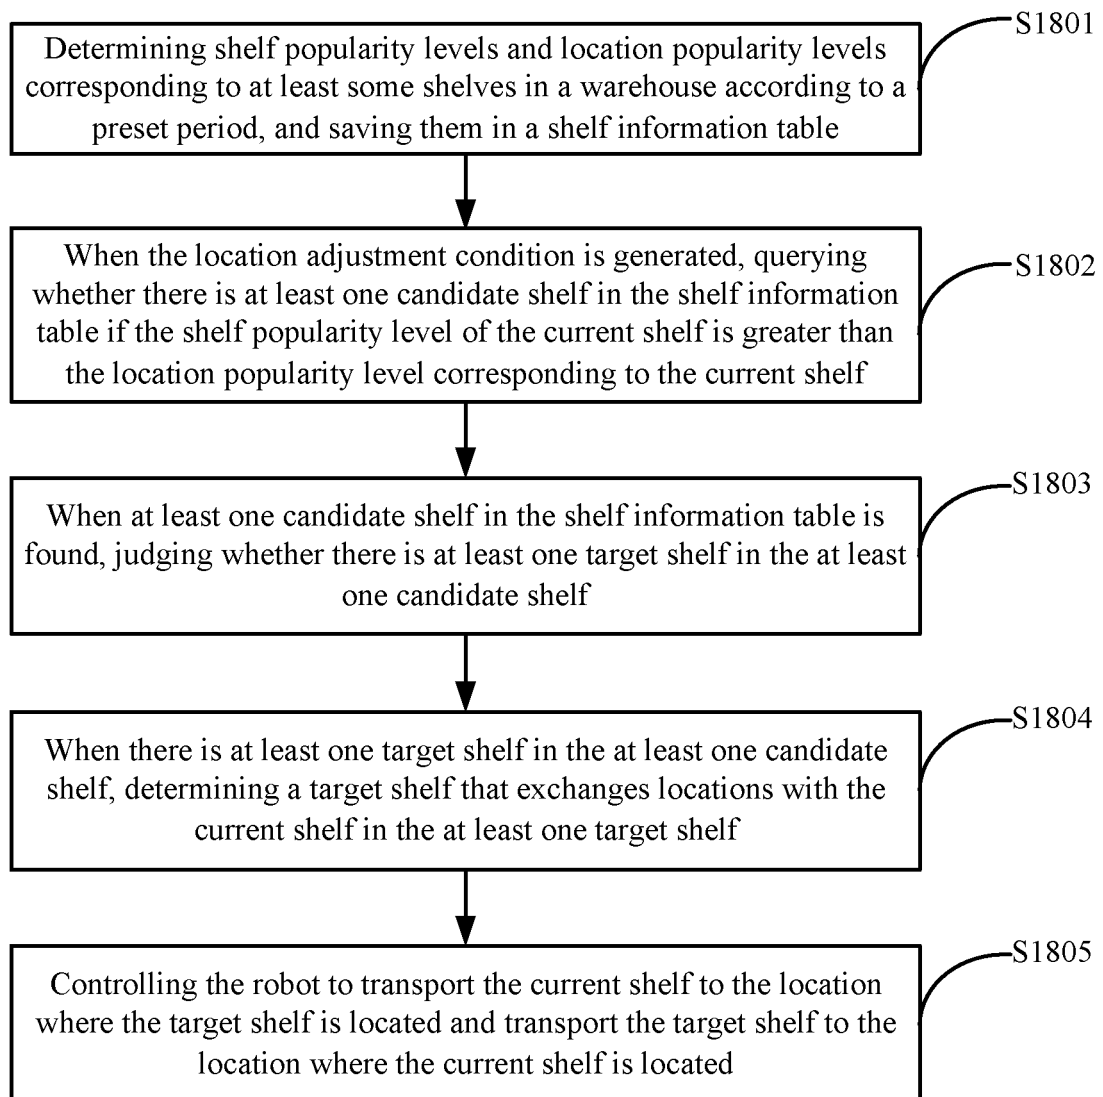 S1801
Determining shelf popularity levels and location popularity levels
corresponding to at least some shelves in a warehouse according to a
preset period, and saving them in a shelf information table
S1802
When the location adjustment condition is generated, querying
whether there is at least one candidate shelf in the shelf information
table if the shelf popularity level of the current shelf is greater than
the location popularity level corresponding to the current shelf
S1803
When at least one candidate shelf in the shelf information table is
found, judging whether there is at least one target shelf in the at least
one candidate shelf
S1804
When there is at least one target shelf in the at least one candidate
shelf, determining a target shelf that exchanges locations with the
current shelf in the at least one target shelf
S1805
Controlling the robot to transport the current shelf to the location
where the target shelf is located and transport the target shelf to the
location where the current shelf is located